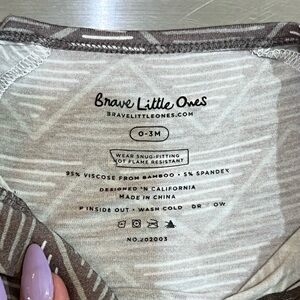 Brave Little Ones
BRAVELITTLEONES.COM
0-3M
WEAR SNUG-FITTING
NOT FLAME RESISTANT
95% VISCOSE FROM BAMBOO • 5% SPANDEX
DESIGNED IN CALIFORNIA
MADE IN CHINA
INSIDE OUT • WASH COLD
NO.202003